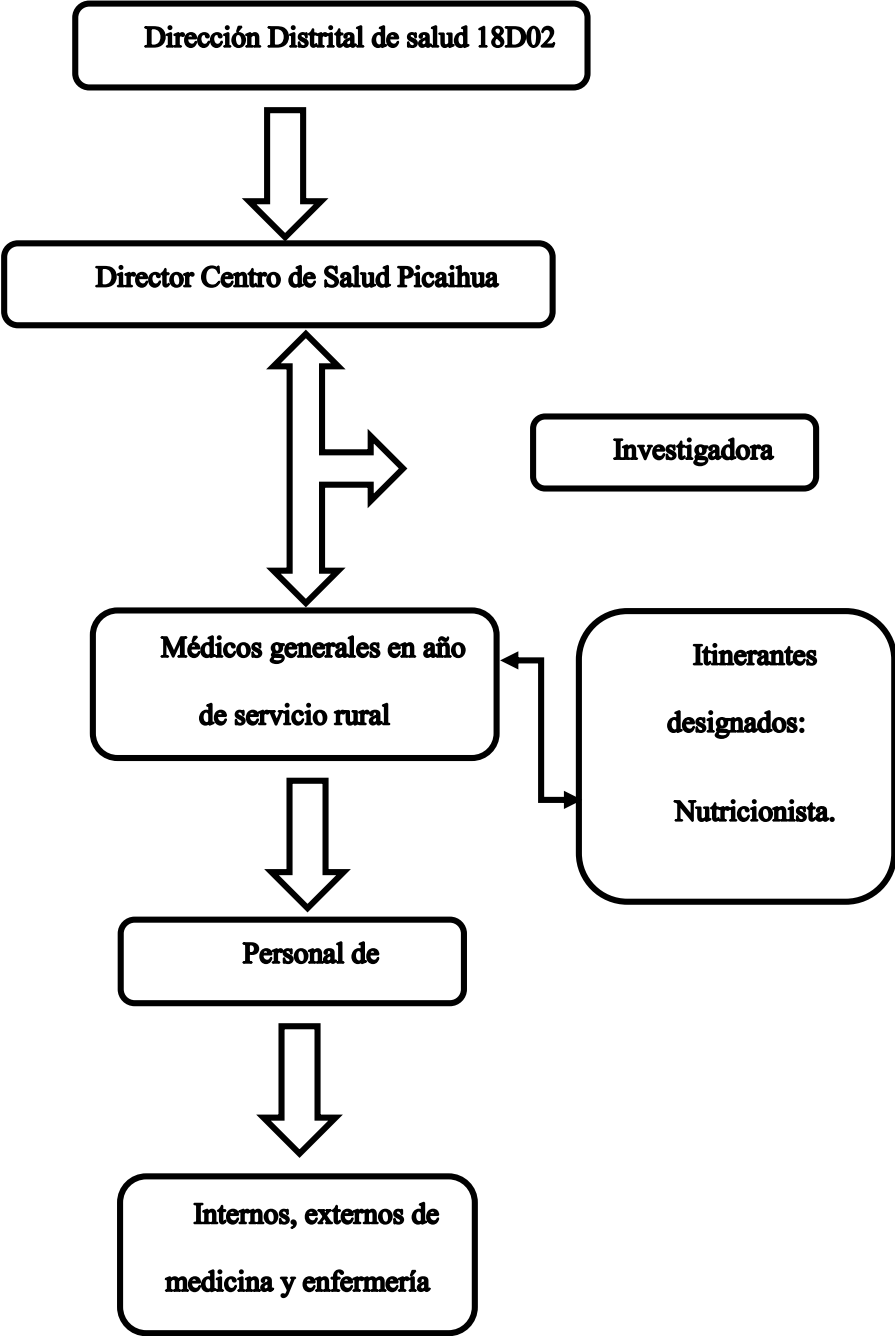 Dirección Distrital de salud 18D02
Director Centro de Salud Picaihua
Investigadora
Médicos generales en año
de servicio rural
Itinerantes
designados:
Nutricionista.
Personal de
Internos, externos de
medicina y enfermería